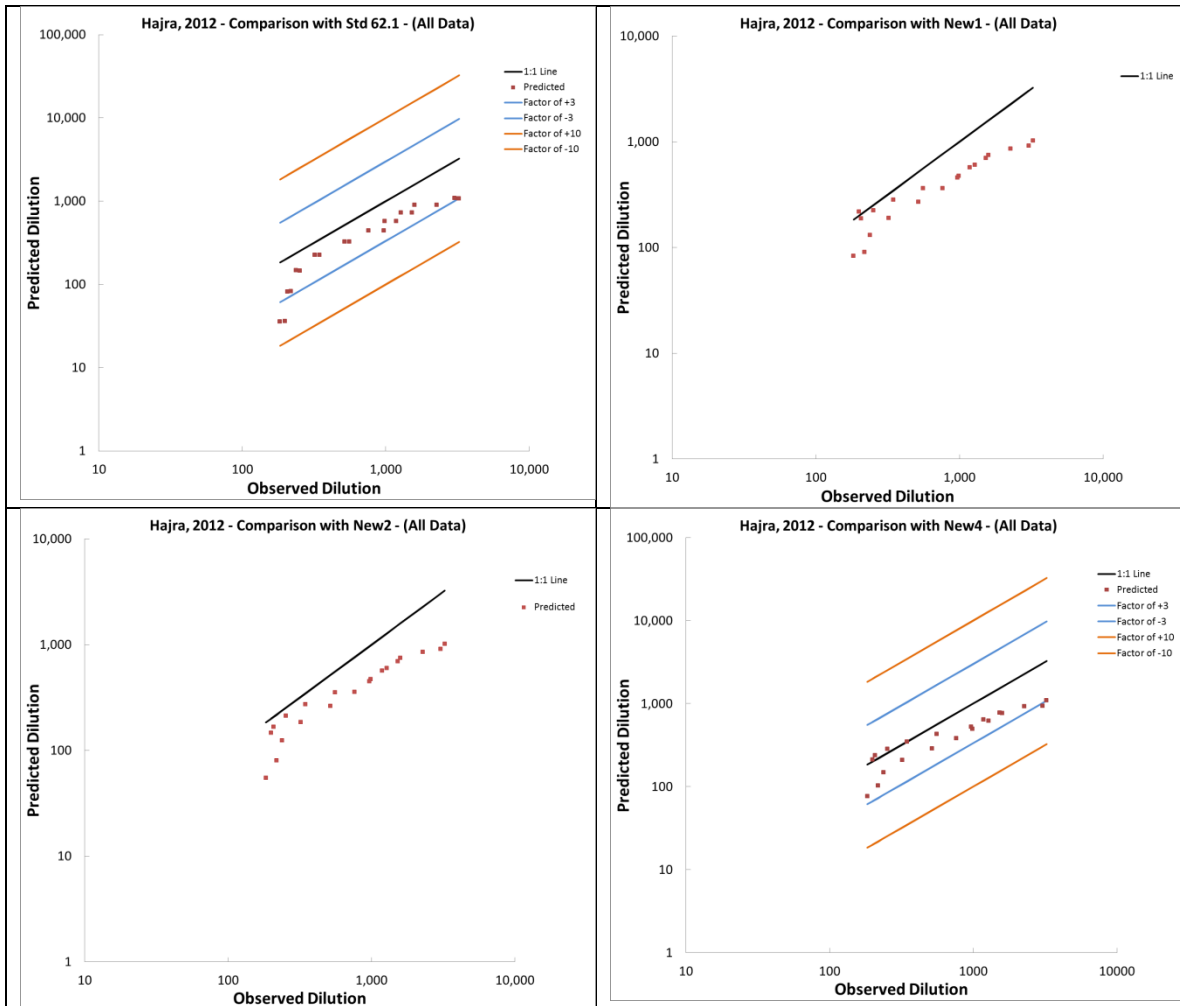 Hajra, 2012 - Comparison with Std 62.1 - (All Data)
100,000
10,000
1,000
100
10
1
10
100
1,000
10,000
Predicted Dilution
Observed Dilution
1:1 Line
Predicted
Factor of +3
Factor of -3
Factor of +10
Factor of -10
Hajra, 2012 - Comparison with New1 - (All Data)
10,000
1,000
100
10
1
10
100
1,000
10,000
Predicted Dilution
Observed Dilution
1:1 Line
Hajra, 2012 - Comparison with New2 - (All Data)
10,000
1,000
100
10
1
10
100
1,000
10,000
Predicted Dilution
Observed Dilution
1:1 Line
Predicted
Hajra, 2012 - Comparison with New4 - (All Data)
100,000
10,000
1,000
100
10
1
10
100
1000
10000
Predicted Dilution
Observed Dilution
1:1 Line
Predicted
Factor of +3
Factor of -3
Factor of +10
Factor of -10